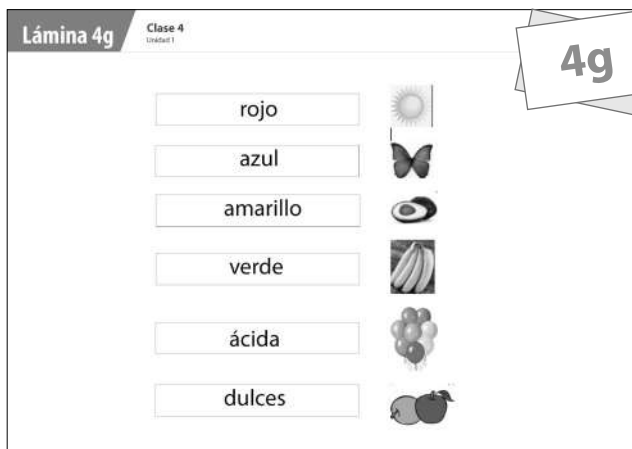 Lámina 4g
Clase 4
Unidad 1
4g
rojo
azul
amarillo
verde
ácida
dulces